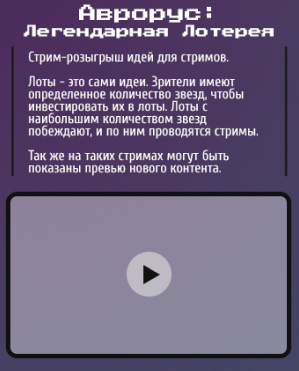 Аврорус:
Легендарная Лотерея
Стрим-розыгрыш идей для стримов.
Лоты - это сами идеи. Зрители имеют
определенное количество звезд, чтобы
инвестировать их в лоты. Лоты с
наибольшим количеством звезд
побеждают, и по ним проводятся стримы.
Так же на таких стримах могут быть
показаны превью нового контента.